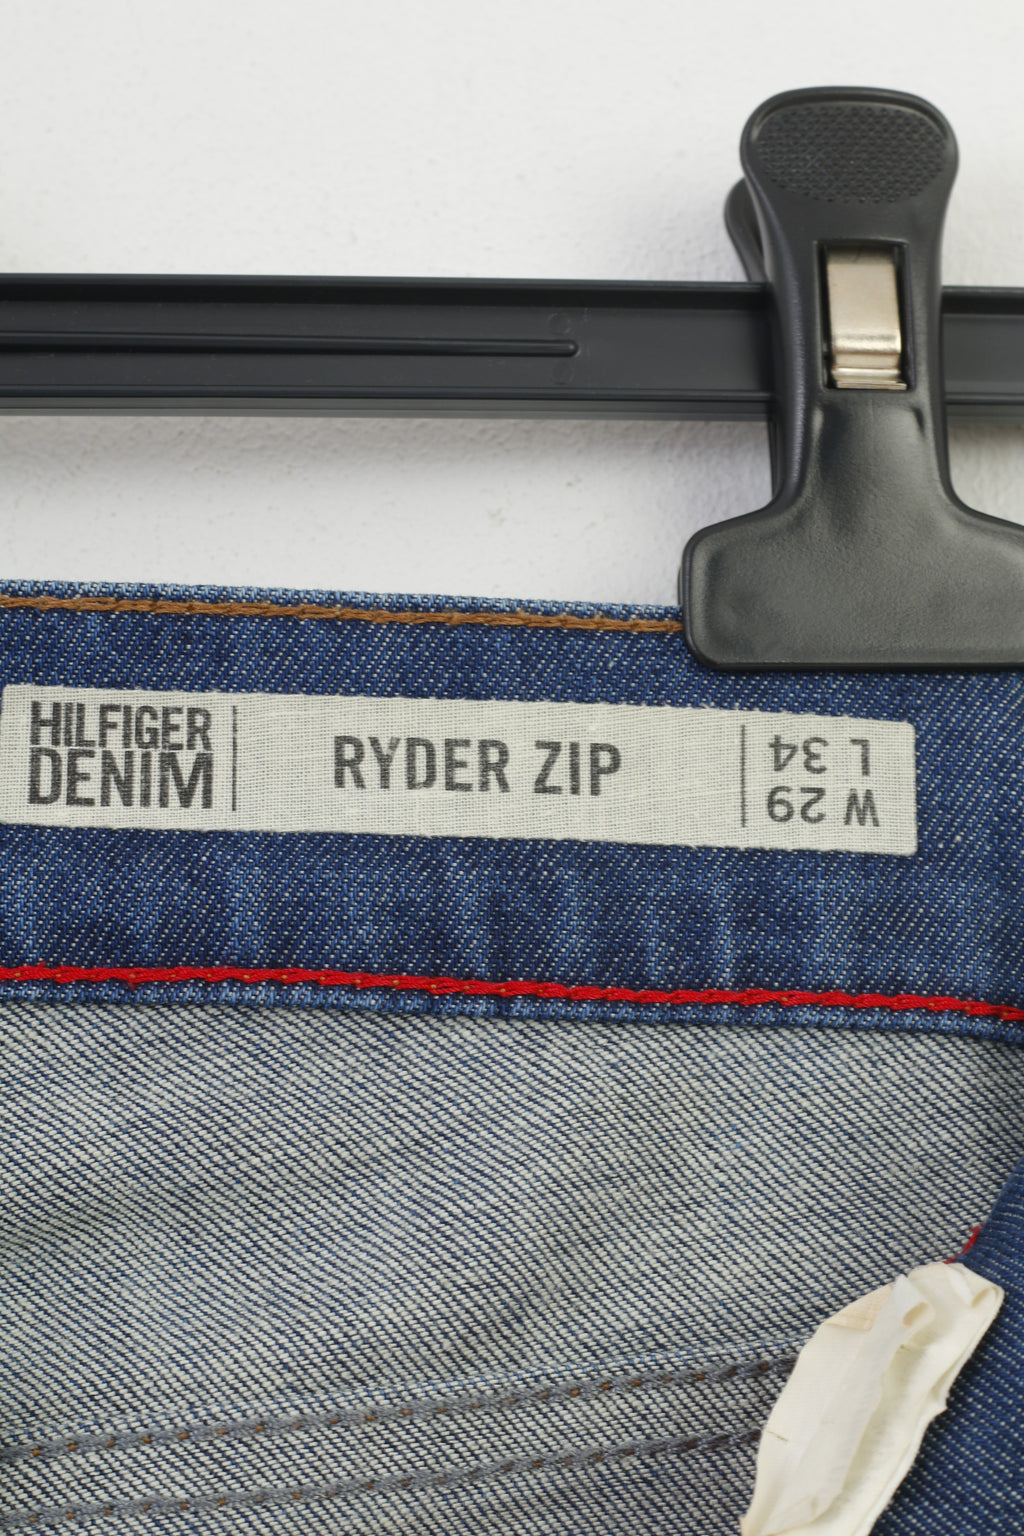 HILFIGER
DENIM
RYDER ZIP
W 29
L 34